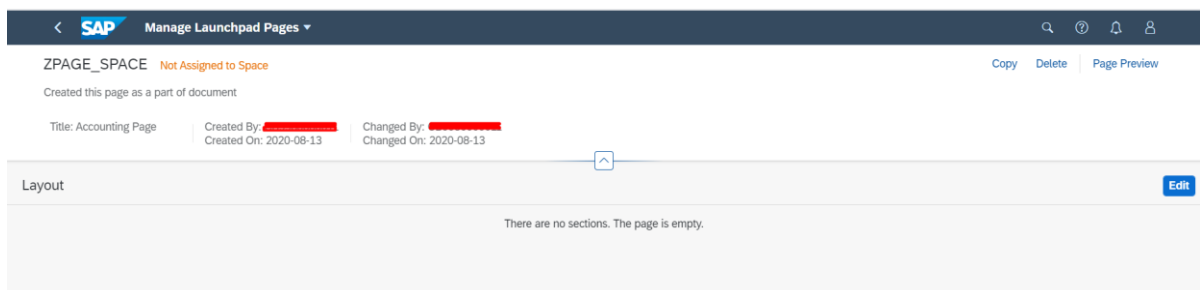 SAP Manage Launchpad Pages
ZPAGE_SPACE Not Assigned to Space
Copy Delete Page Preview
Created this page as a part of document
Title: Accounting Page
Created By:
Created On: 2020-08-13
Changed By:
Changed On: 2020-08-13
Layout
Edit
There are no sections. The page is empty.